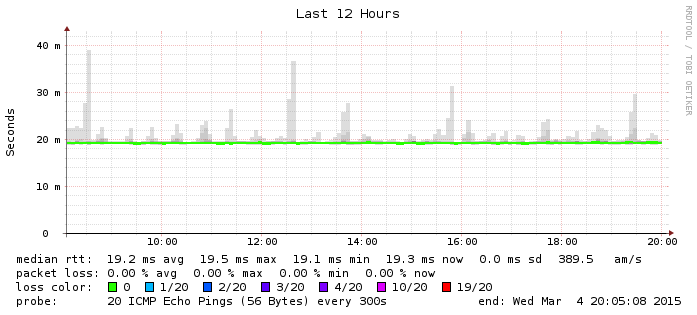 Last 12 Hours
RRDTOOL / TOBI OETIKER
Seconds
40 m
30 m
20 m
10 m
0
10:00 12:00 14:00 16:00 18:00 20:00
median rtt: 19.2 ms avg 19.5 ms max 19.1 ms min 19.3 ms now 0.0 ms sd 389.5 am/s
packet loss: 0.00 % avg 0.00 % max 0.00 % min 0.00 % now
loss color: 0 1/20 2/20 3/20 4/20 10/20 19/20
probe: 20 ICMP Echo Pings (56 Bytes) every 300s end: Wed Mar 4 20:05:08 2015